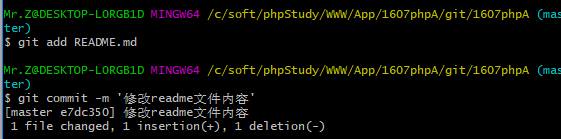 Mr.Z@DESKTOP-LORGB1D MINGW64 /c/soft/phpStudy/WWW/App/1607phpA/git/1607phpA (mas
ter)
$ git add README.md
Mr.Z@DESKTOP-LORGB1D MINGW64 /c/soft/phpStudy/WWW/App/1607phpA/git/1607phpA (mas
ter)
$ git commit -m '修改readme文件内容'
[master e7dc350] 修改readme文件内容
1 file changed, 1 insertion(+), 1 deletion(-)